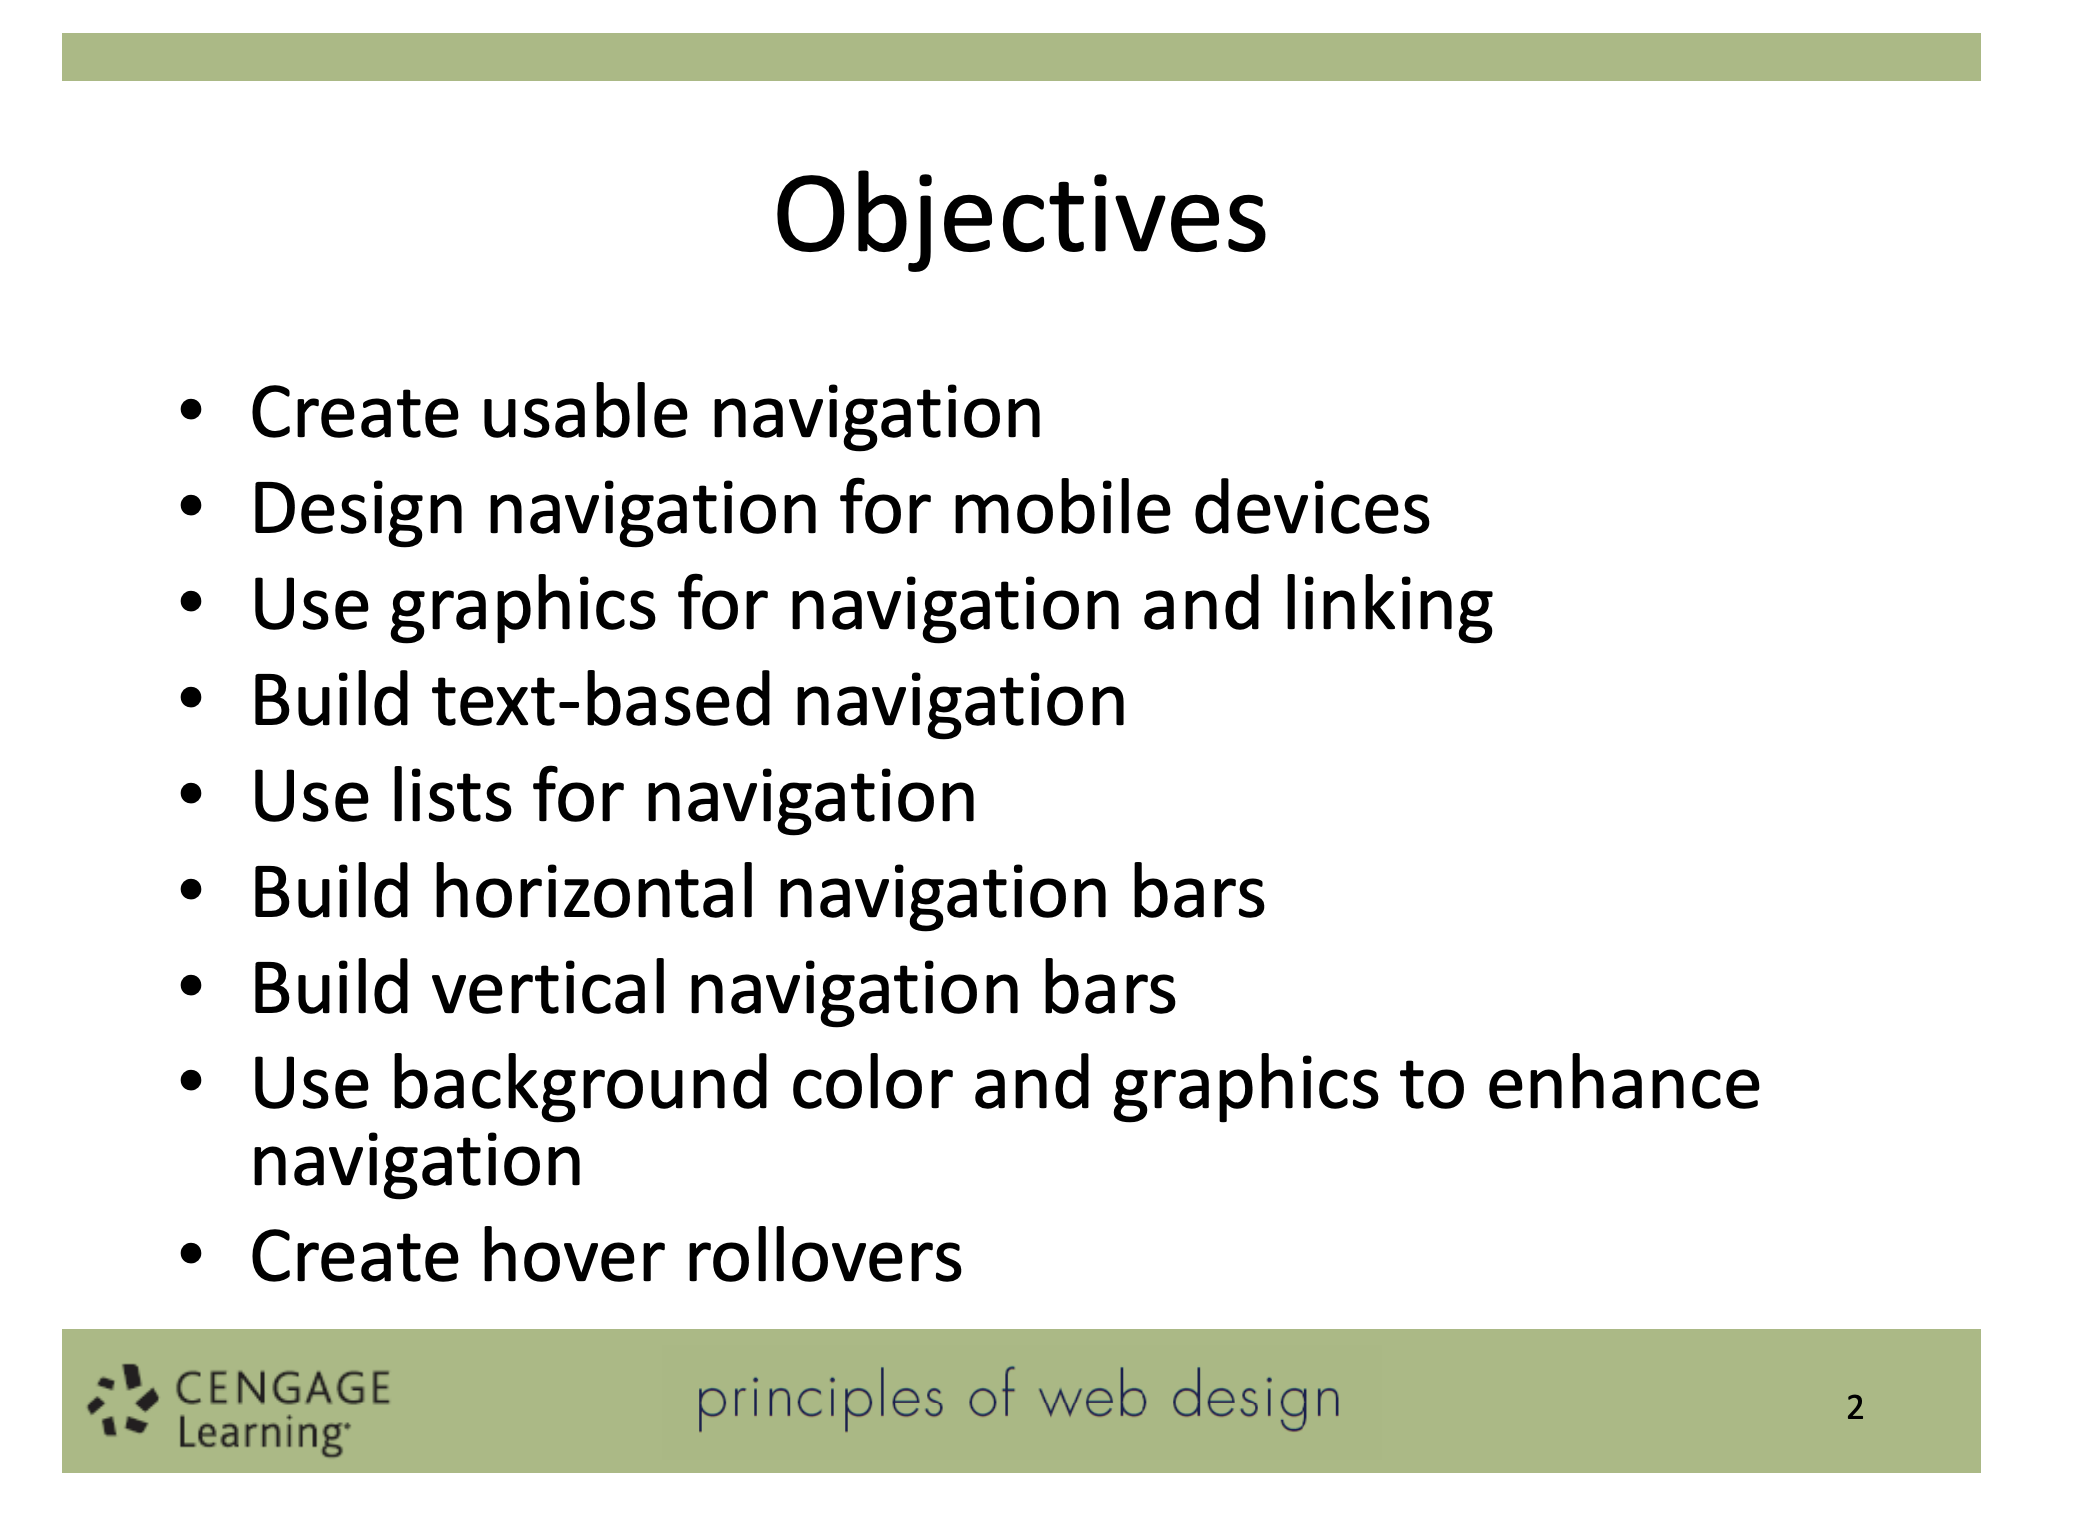 Objectives
• Create usable navigation
• Design navigation for mobile devices
• Use graphics for navigation and linking
• Build text-based navigation
• Use lists for navigation
• Build horizontal navigation bars
• Build vertical navigation bars
• Use background color and graphics to enhance
navigation
• Create hover rollovers
CENGAGE
Learning
principles of web design
2